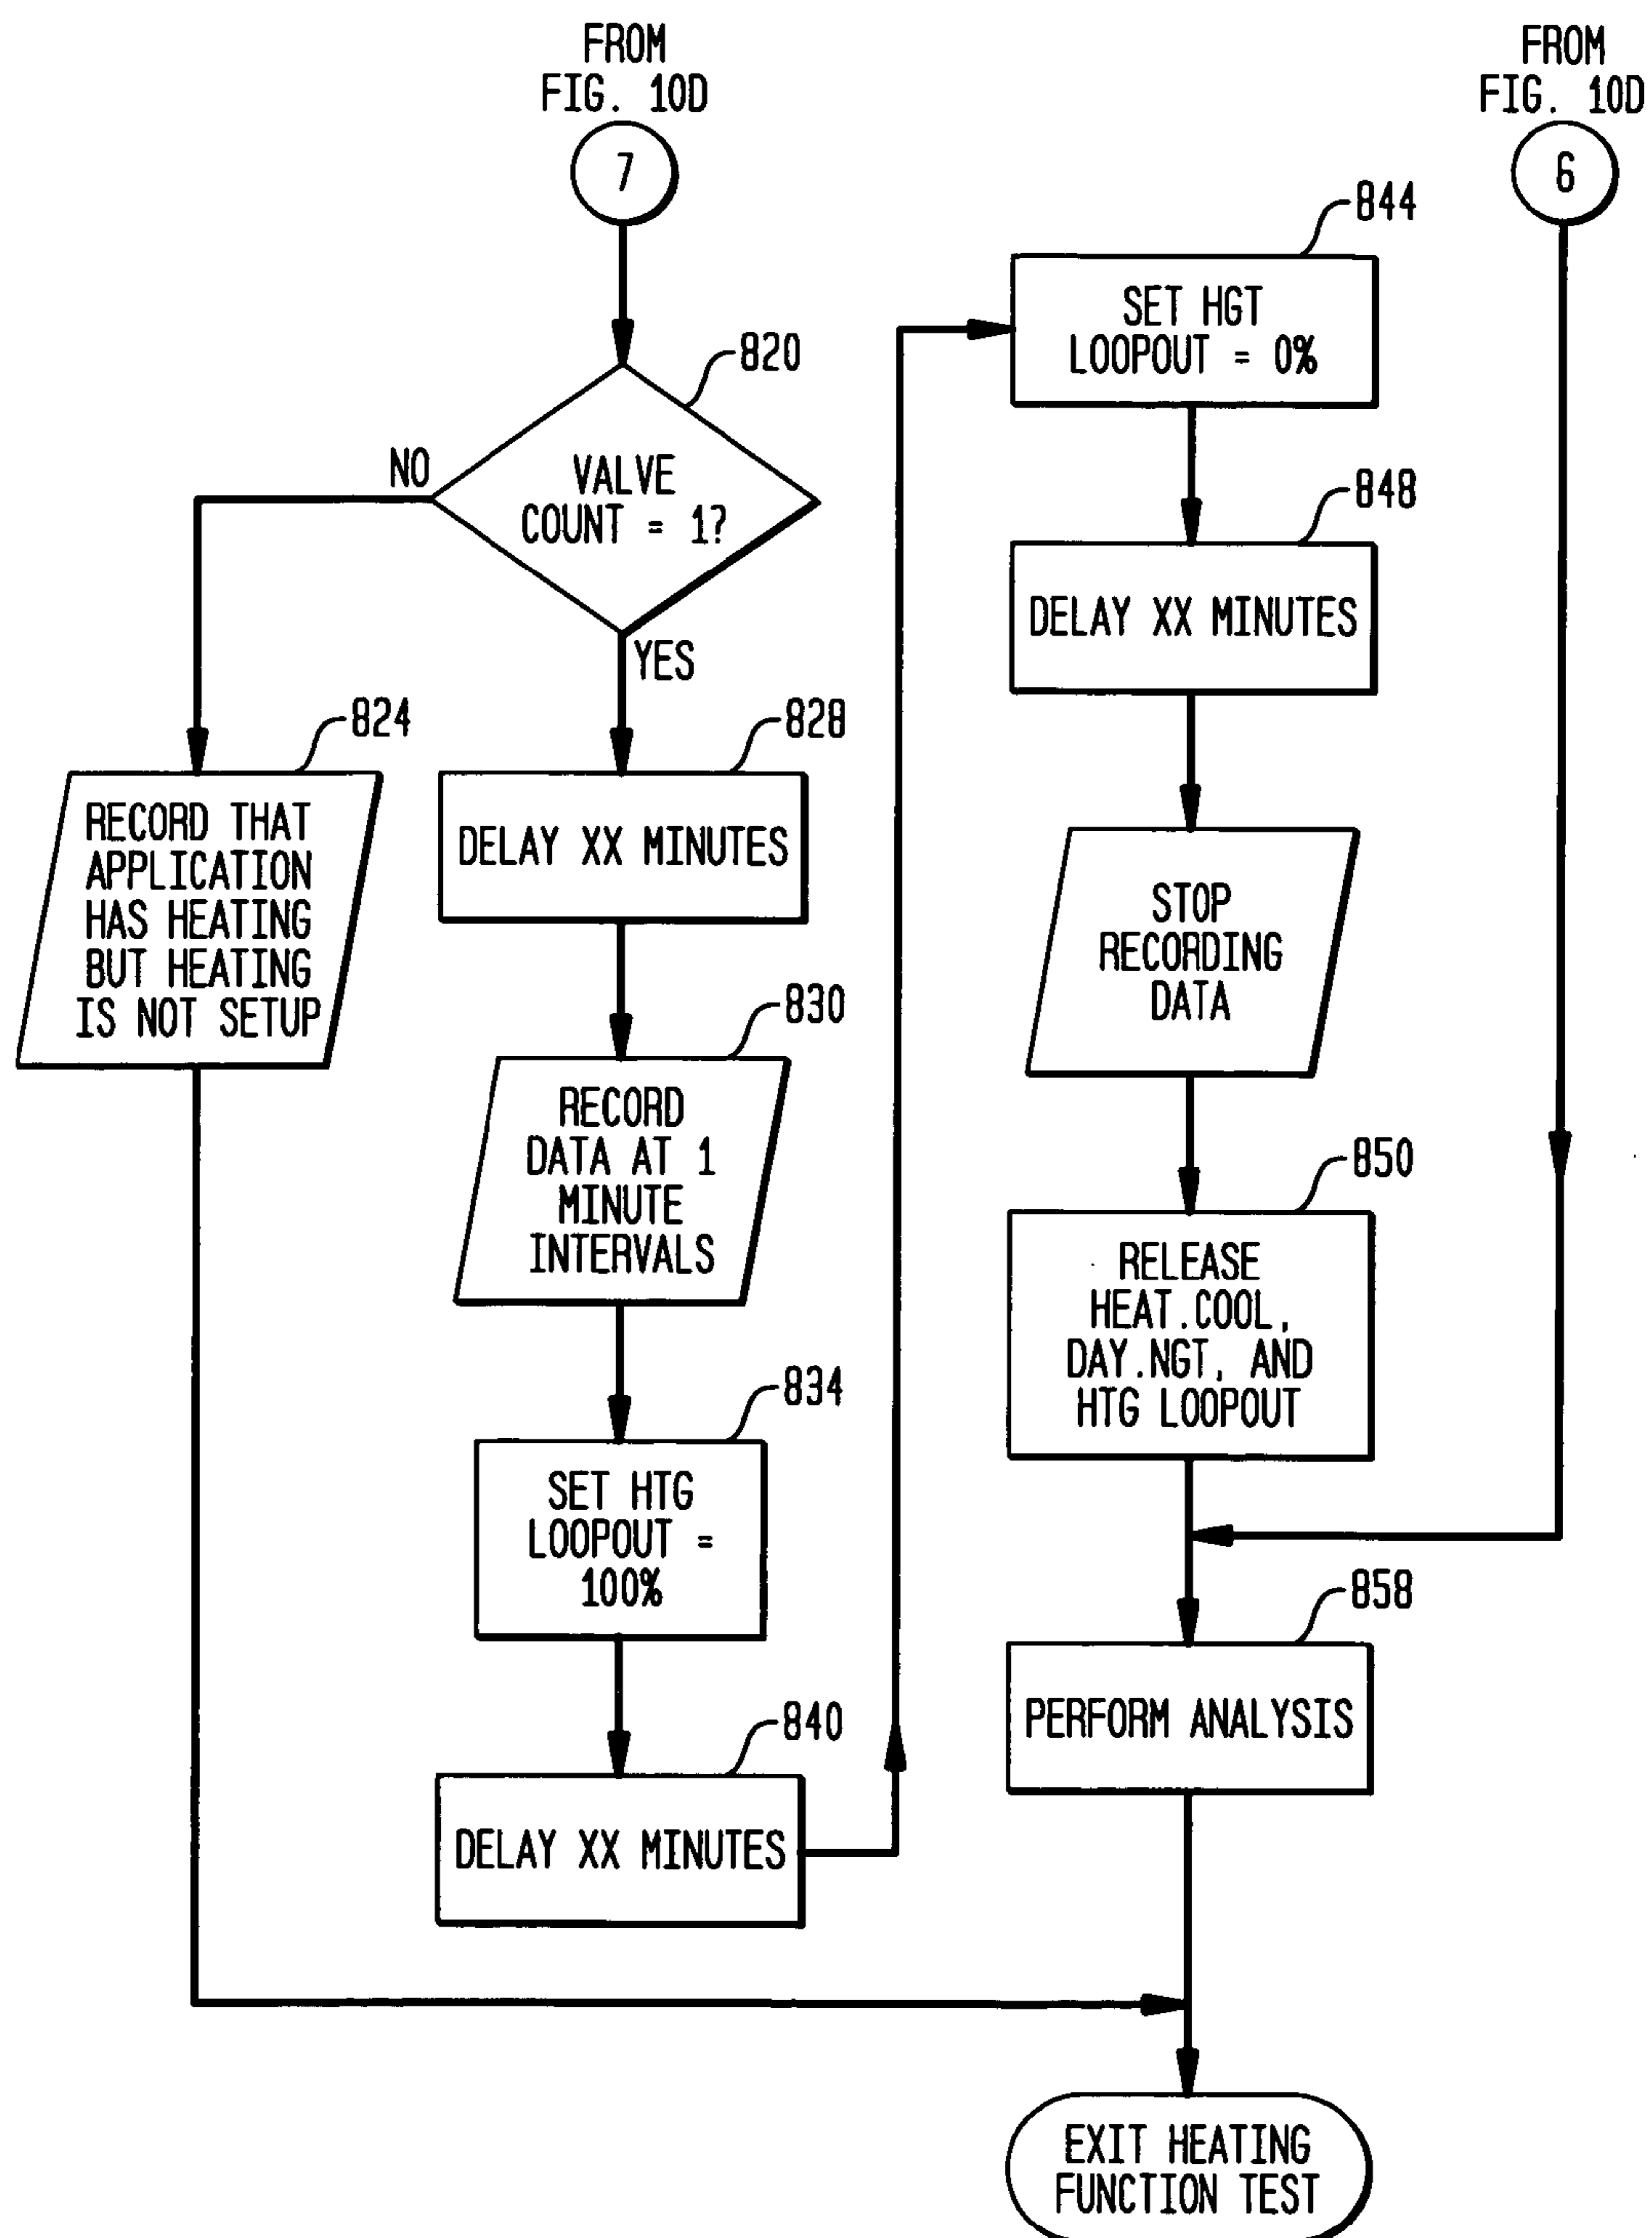 FROM
FIG. 10D
7
820
VALVE
COUNT = 1?
NO
YES
824
RECORD THAT
APPLICATION
HAS HEATING
BUT HEATING
IS NOT SETUP
828
DELAY XX MINUTES
830
RECORD
DATA AT 1
MINUTE
INTERVALS
834
SET HTG
LOOPOUT =
100%
840
DELAY XX MINUTES
844
SET HGT
LOOPOUT = 0%
848
DELAY XX MINUTES
STOP
RECORDING
DATA
850
RELEASE
HEAT.COOL,
DAY.NGT, AND
HTG LOOPOUT
FROM
FIG. 10D
6
858
PERFORM ANALYSIS
EXIT HEATING
FUNCTION TEST